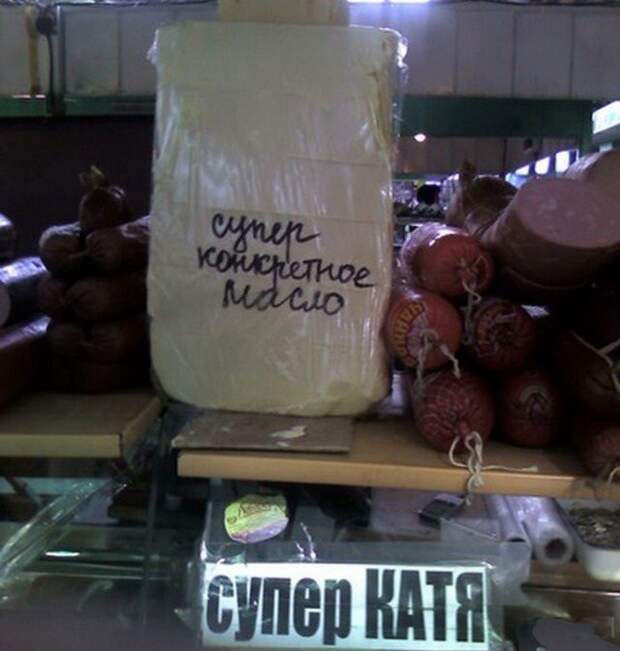 супер
конкретное
масло
супер КАТЯ